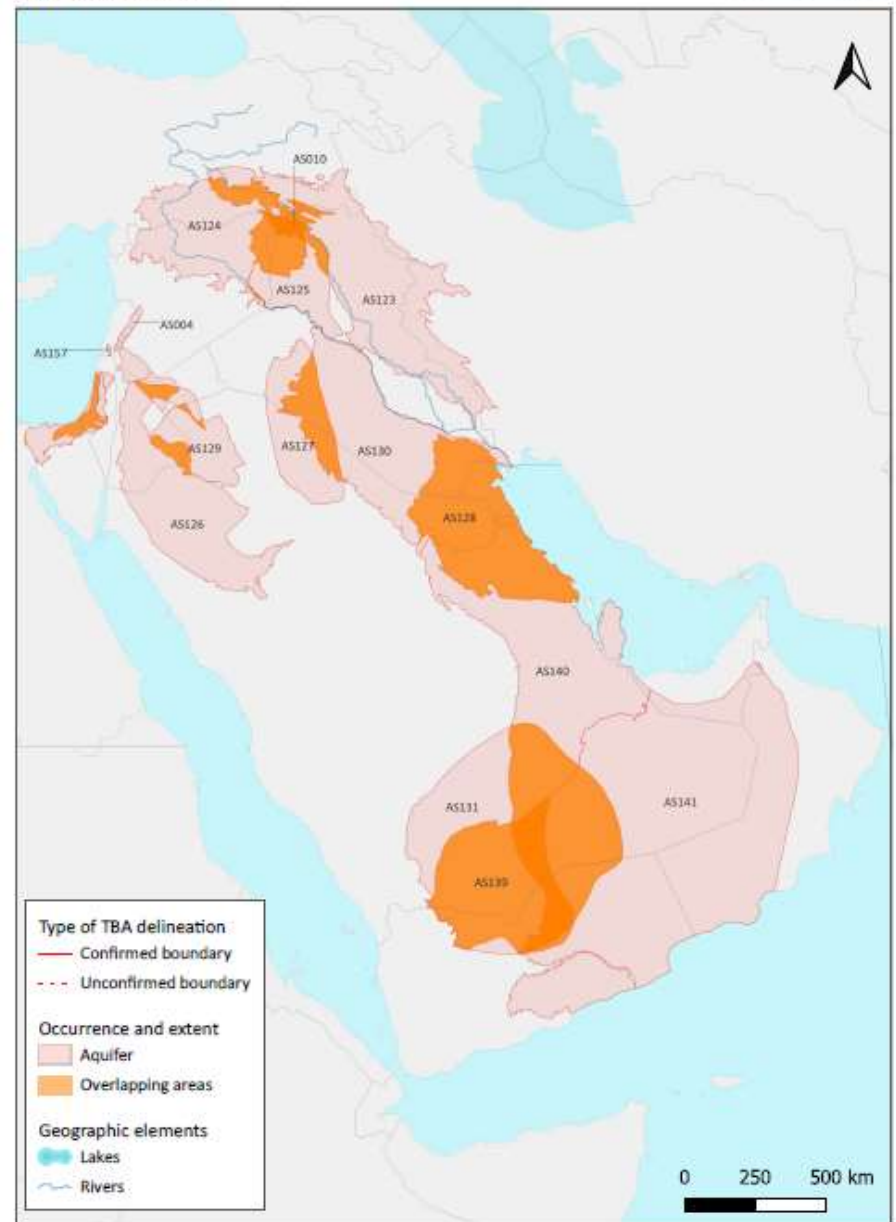 AS010
AS124
AS125
AS123
AS004
AS157
AS127
AS130
AS129
AS128
AS126
AS140
AS131
AS141
AS139
Type of TBA delineation
Confirmed boundary
Unconfirmed boundary
Occurrence and extent
Aquifer
Overlapping areas
Geographic elements
Lakes
Rivers
0 250 500 km